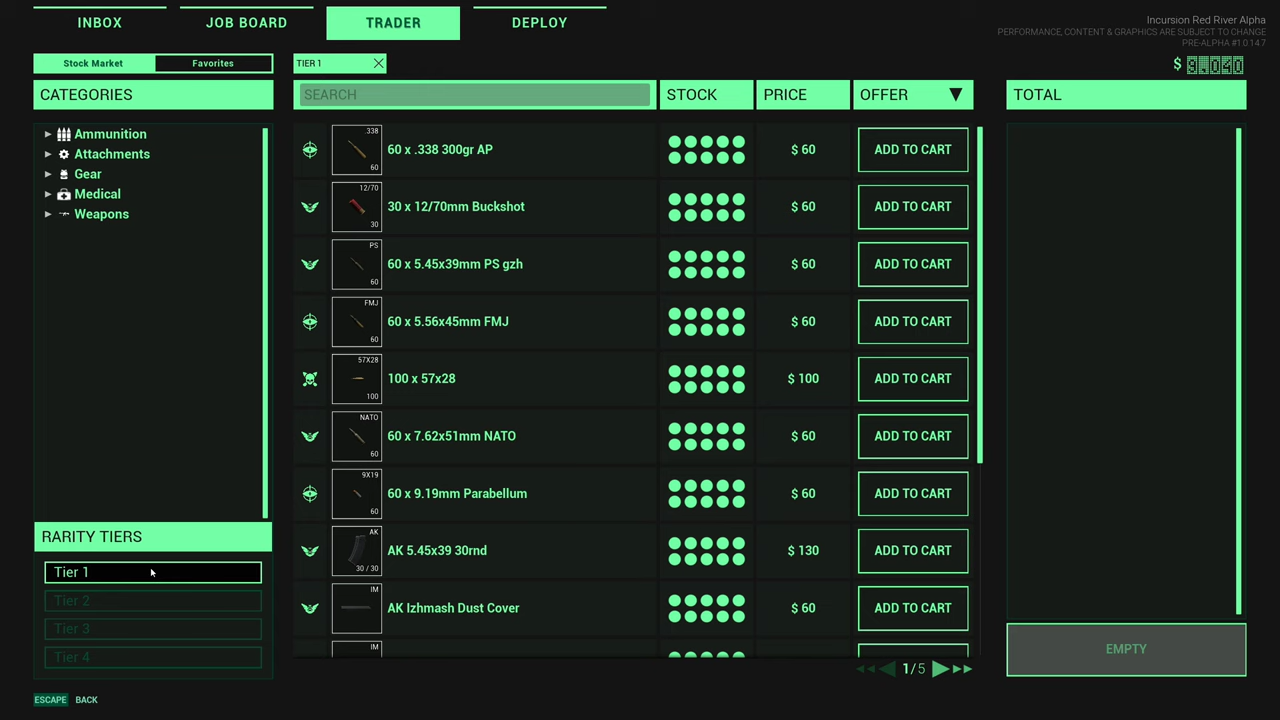 INBOX
JOB BOARD
TRADER
DEPLOY
Incursion Red River Alpha
PERFORMANCE, CONTENT & GRAPHICS ARE SUBJECT TO CHANGE
PRE-ALPHA #1.0.14.7
Stock Market
Favorites
TIER 1
$
CATEGORIES
SEARCH
STOCK
PRICE
OFFER
TOTAL
Ammunition
Attachments
Gear
Medical
Weapons
.338
60
60 x .338 300gr AP
$ 60
ADD TO CART
12/70
30
30 x 12/70mm Buckshot
$ 60
ADD TO CART
PS
60
60 x 5.45x39mm PS gzh
$ 60
ADD TO CART
FMJ
60
60 x 5.56x45mm FMJ
$ 60
ADD TO CART
57X28
100
100 x 57x28
$ 100
ADD TO CART
NATO
60
60 x 7.62x51mm NATO
$ 60
ADD TO CART
9X19
60
60 x 9.19mm Parabellum
$ 60
ADD TO CART
AK
30 / 30
AK 5.45x39 30rnd
$ 130
ADD TO CART
IM
AK Izhmash Dust Cover
$ 60
ADD TO CART
IM
RARITY TIERS
Tier 1
Tier 2
Tier 3
Tier 4
EMPTY
1/5
ESCAPE BACK